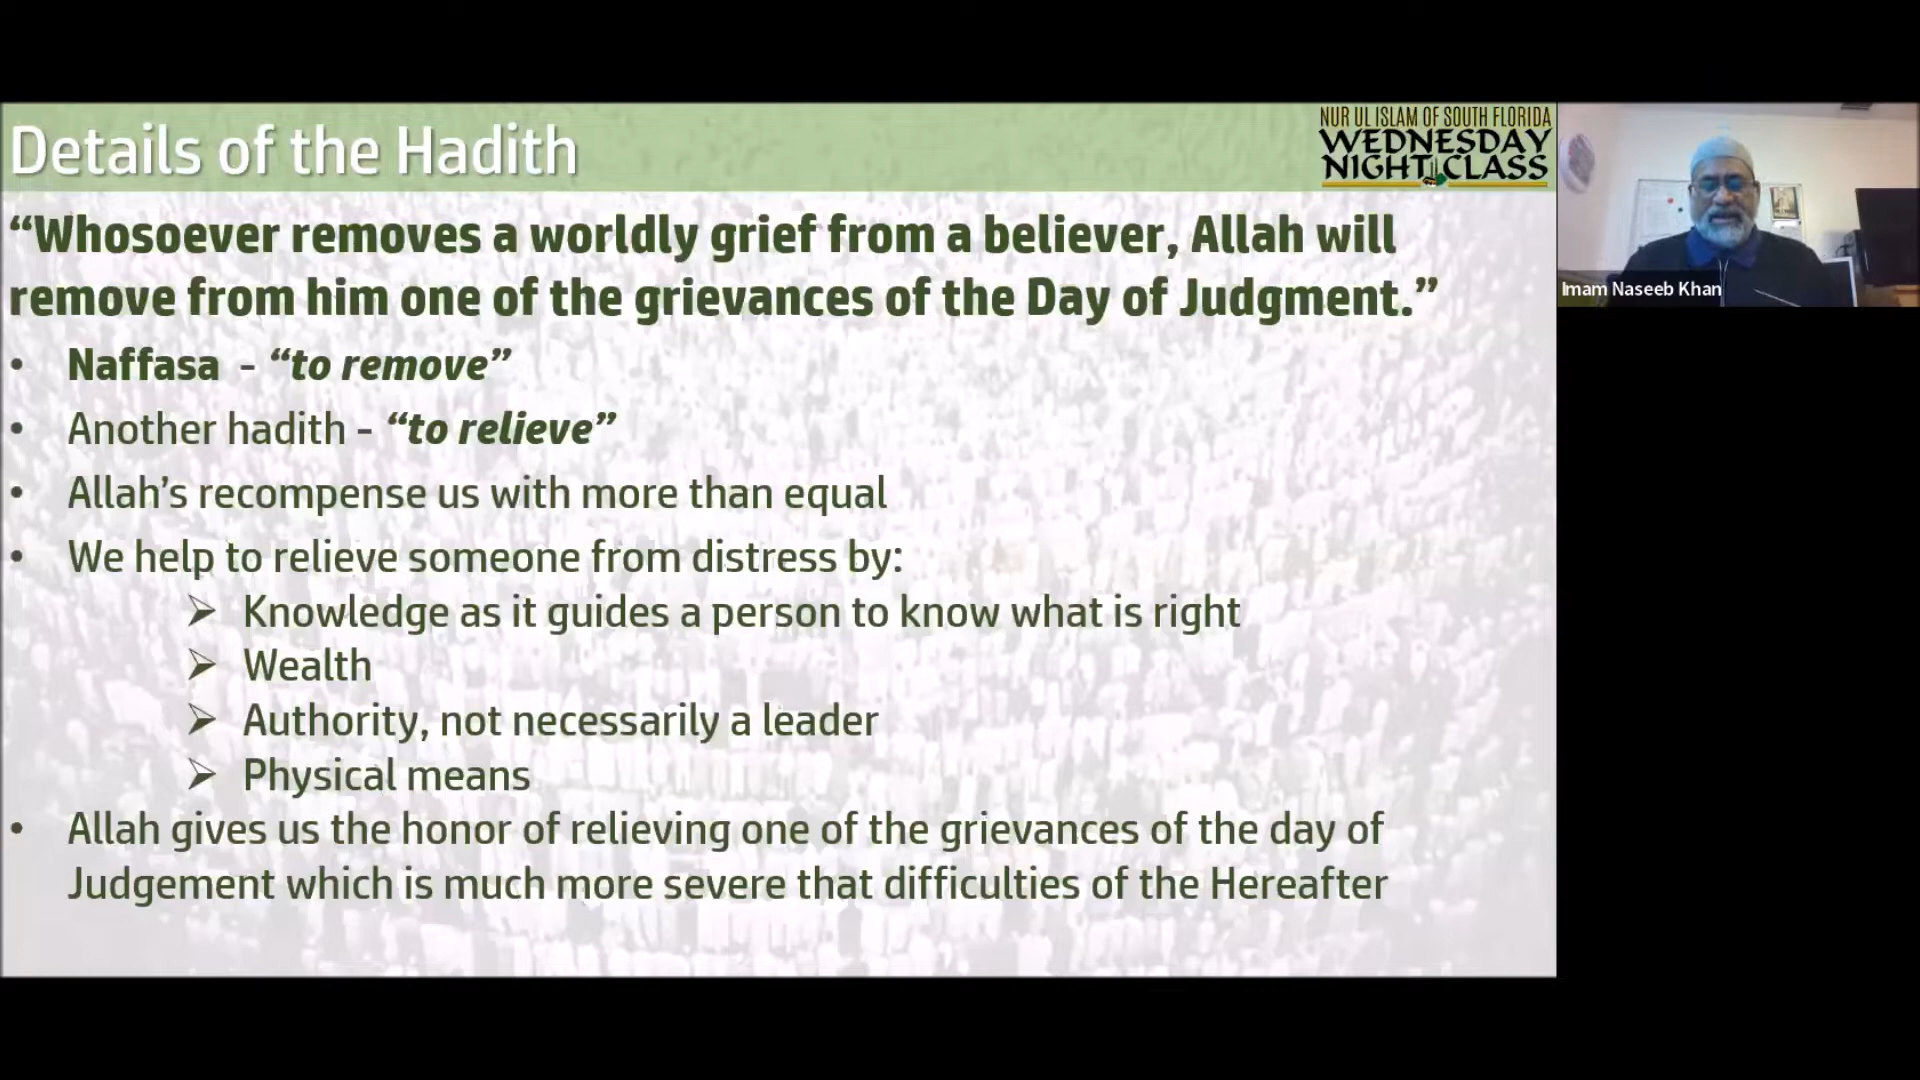 Details of the Hadith
NUR UL ISLAM OF SOUTH FLORIDA
WEDNESDAY
NIGHT CLASS
“Whosoever removes a worldly grief from a believer, Allah will
remove from him one of the grievances of the Day of Judgment.”
• Naffasa - “to remove”
• Another hadith - “to relieve”
• Allah’s recompense us with more than equal
• We help to relieve someone from distress by:
➢ Knowledge as it guides a person to know what is right
➢ Wealth
➢ Authority, not necessarily a leader
➢ Physical means
• Allah gives us the honor of relieving one of the grievances of the day of
Judgement which is much more severe that difficulties of the Hereafter
Imam Naseeb Khan